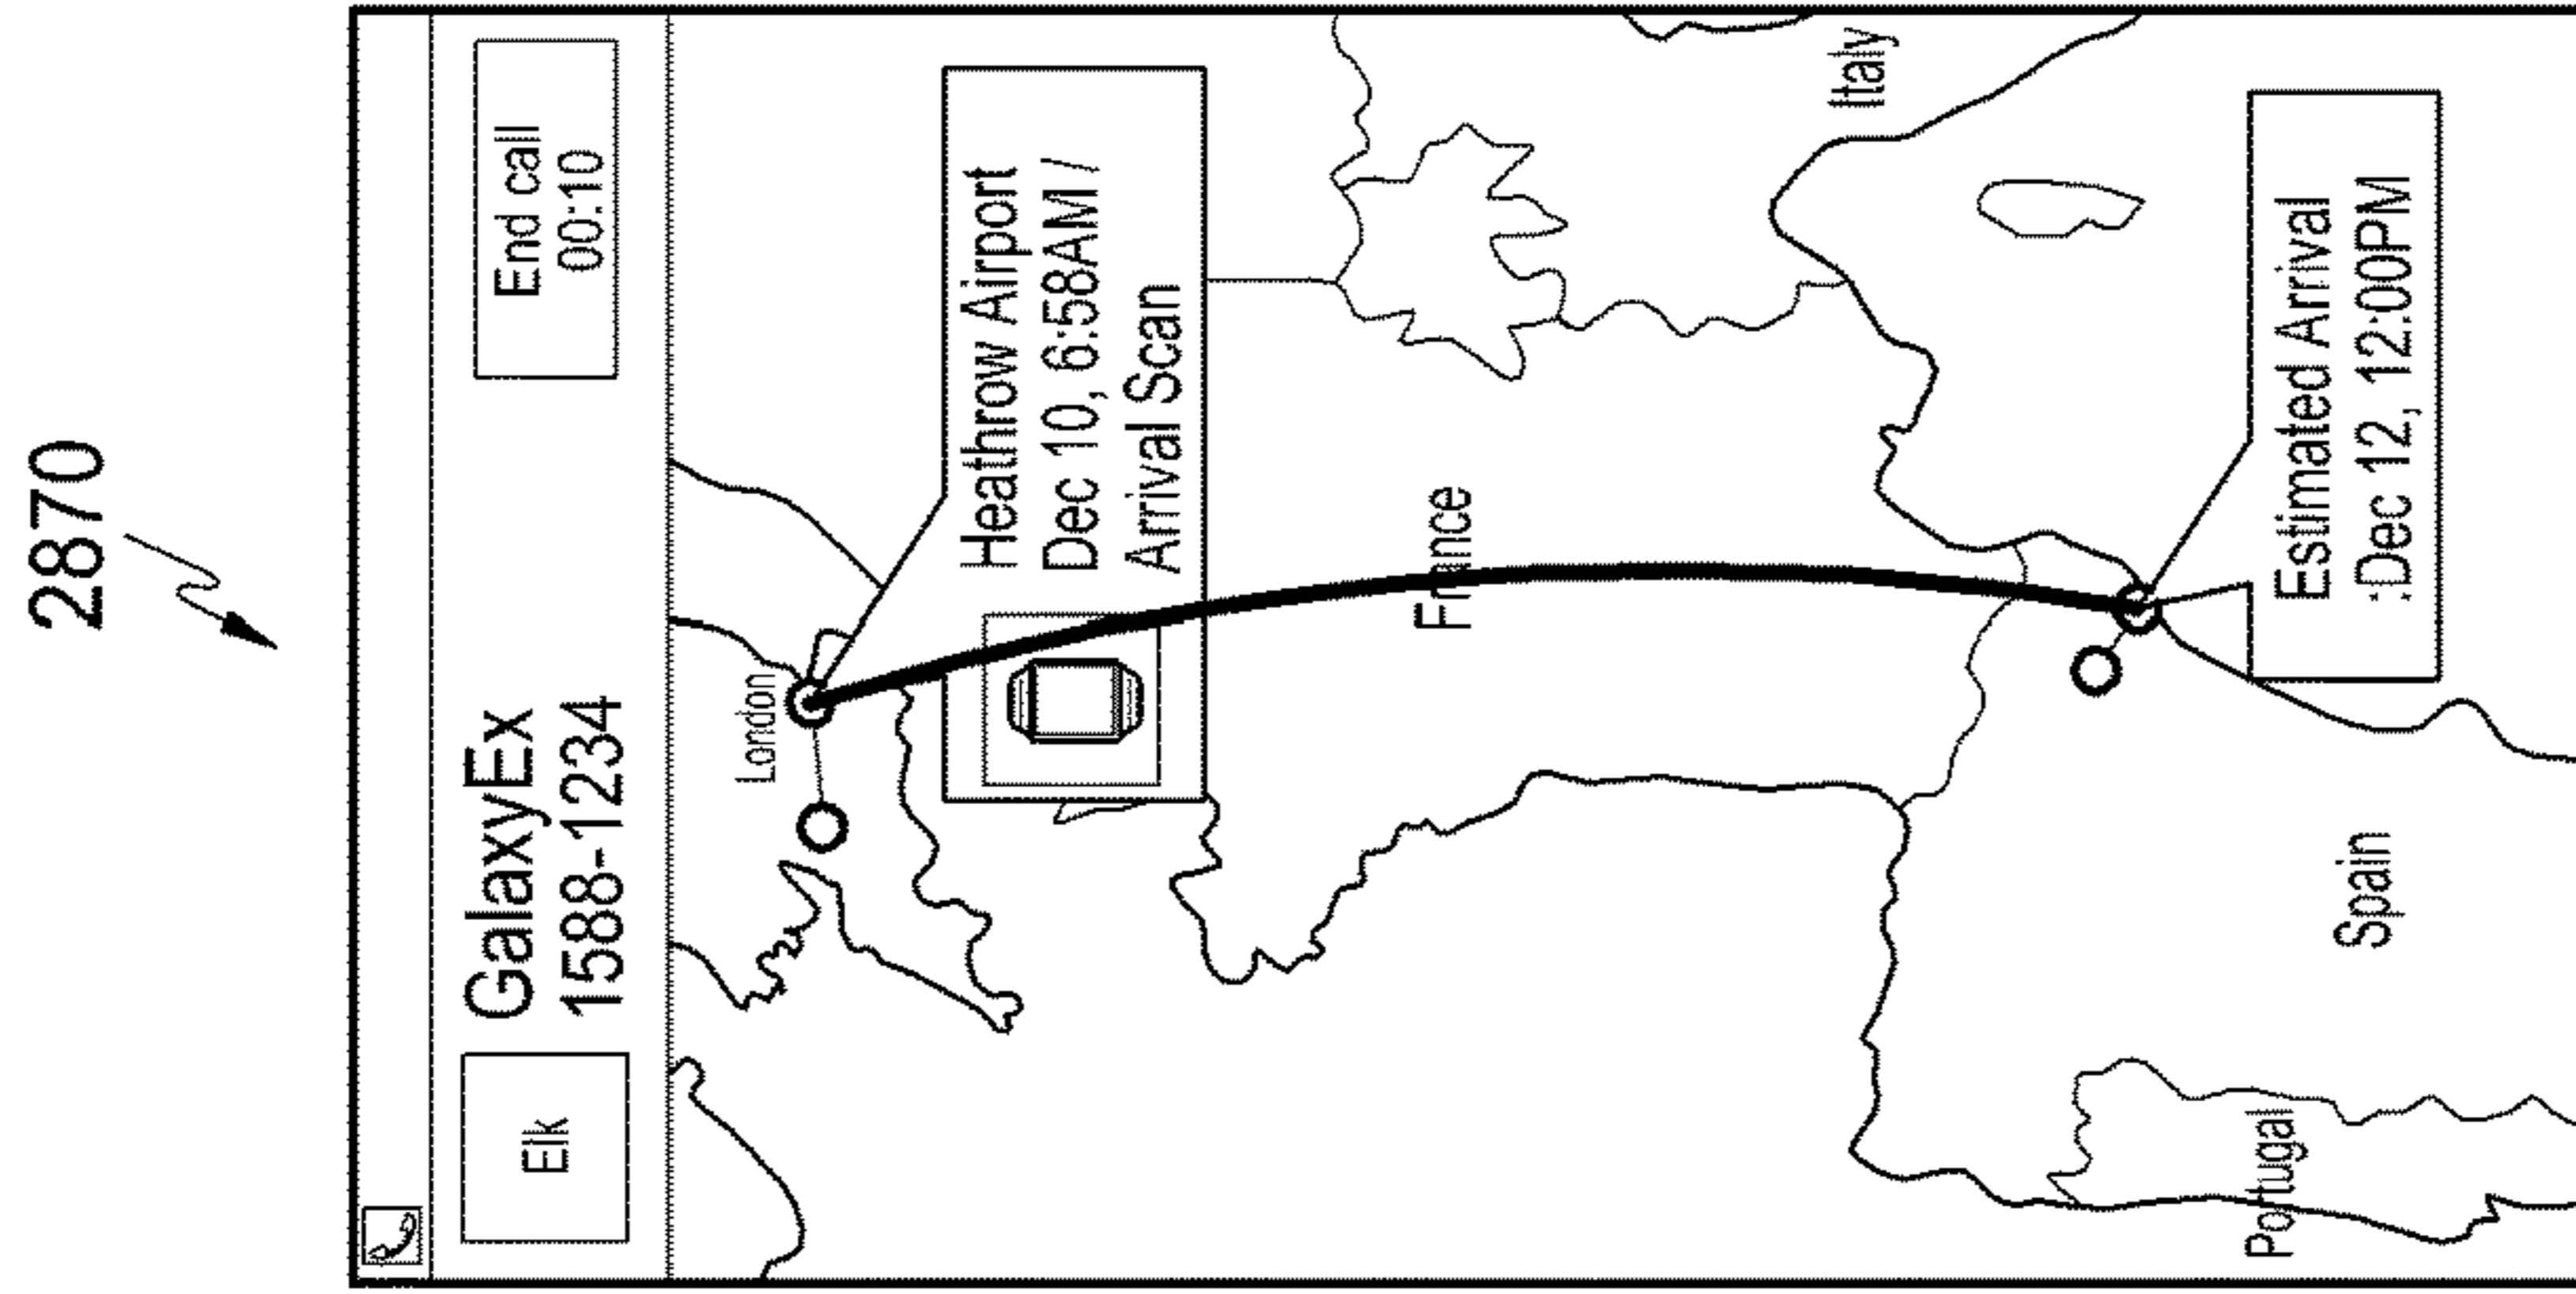 2870
Elk
GalaxyEx
1588-1234
End call
00:10
London
Heathrow Airport
Dec 10, 6:58AM /
Arrival Scan
France
Italy
Estimated Arrival
:Dec 12, 12:00PM
Spain
Portugal